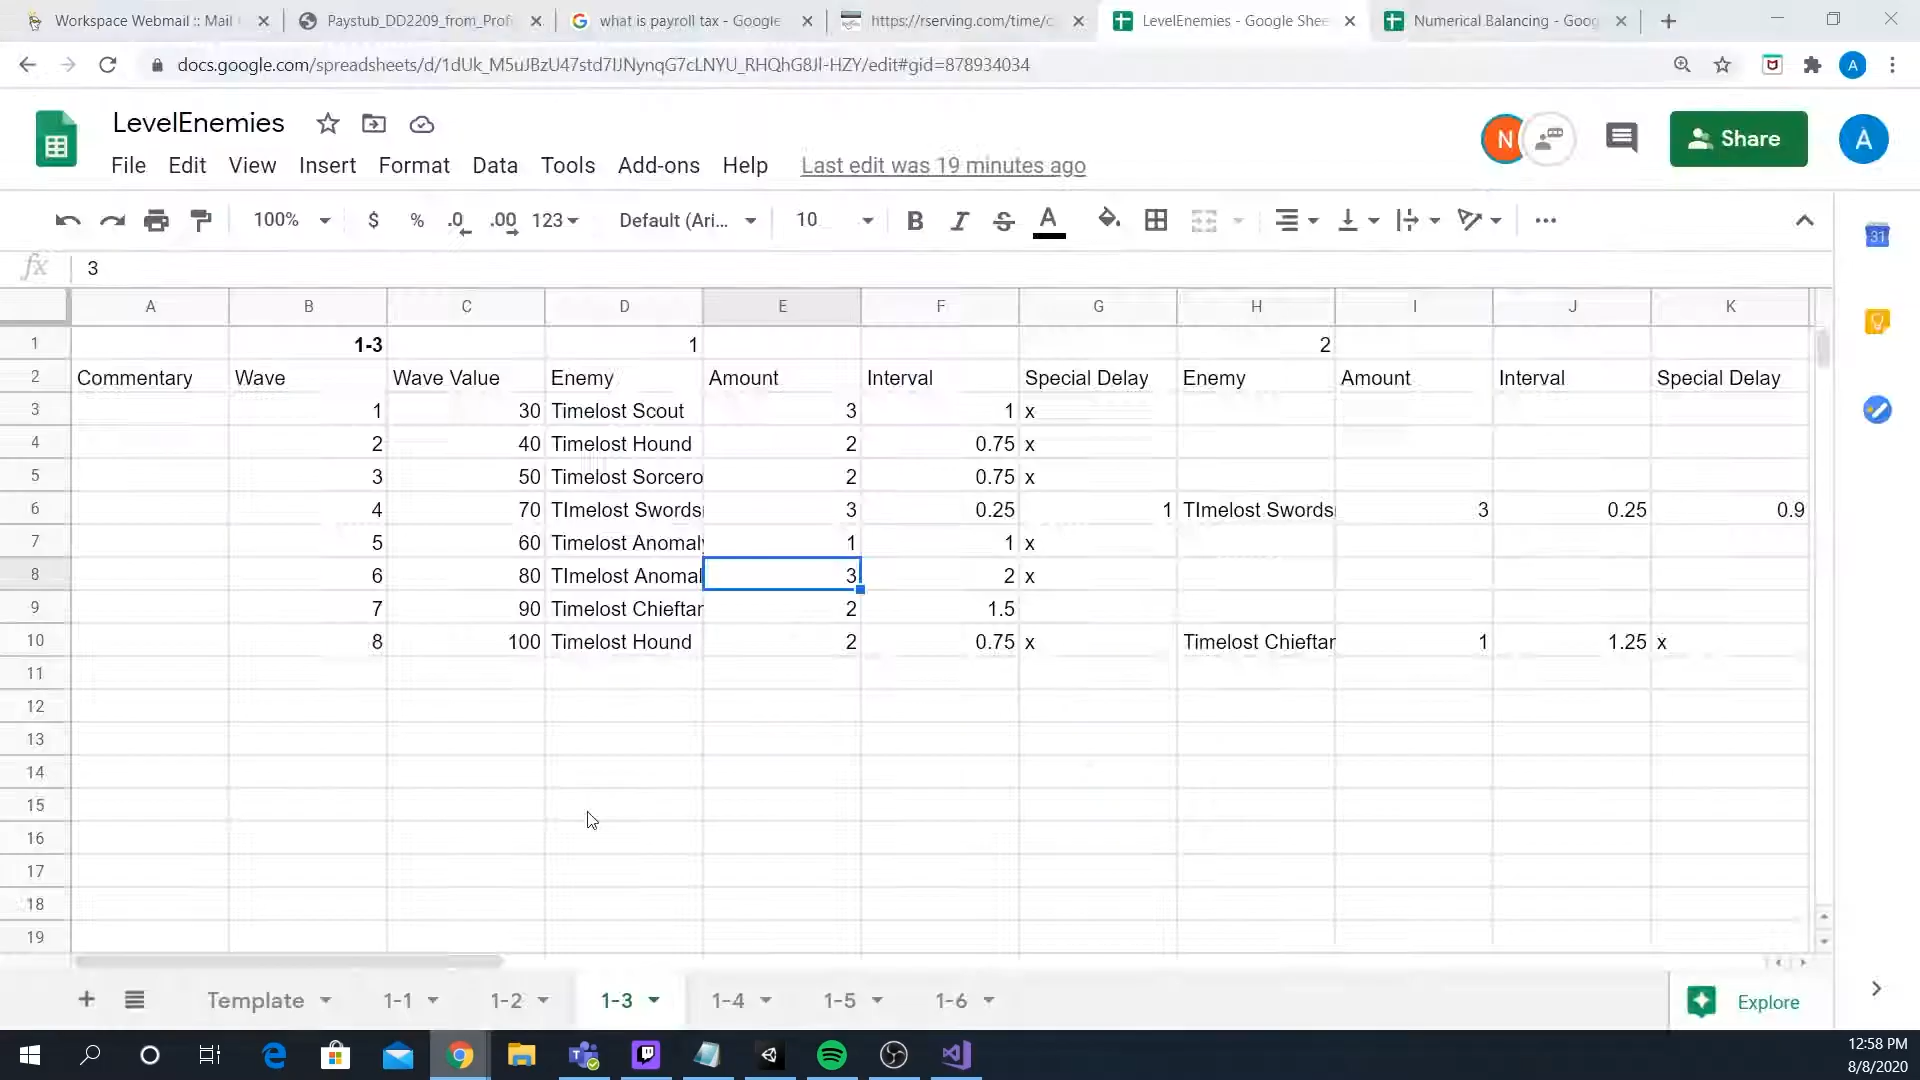 Workspace Webmail :: Mail
Paystub_DD2209_from_Prof
what is payroll tax - Google
https://rserving.com/time/c
LevelEnemies - Google Shee
Numerical Balancing - Goog
docs.google.com/spreadsheets/d/1dUk_M5uJBzU47std7IJNynqG7cLNYU_RHQhG8Jl-HZY/edit#gid=878934034
A
LevelEnemies
N
Share
A
File Edit View Insert Format Data Tools Add-ons Help Last edit was 19 minutes ago
100% $ % .0 .00 123 Default (Ari... 10 B I S A
31
fx 3
A B C D E F G H I J K
1 1-3 1 2
2 Commentary Wave Wave Value Enemy Amount Interval Special Delay Enemy Amount Interval Special Delay
3 1 30 Timelost Scout 3 1 x
4 2 40 Timelost Hound 2 0.75 x
5 3 50 Timelost Sorcero 2 0.75 x
6 4 70 TImelost Swords 3 0.25 1 TImelost Swords 3 0.25 0.9
7 5 60 Timelost Anomaly 1 1 x
8 6 80 TImelost Anomal 3 2 x
9 7 90 Timelost Chieftar 2 1.5
10 8 100 Timelost Hound 2 0.75 x Timelost Chieftar 1 1.25 x
11
12
13
14
15
16
17
18
19
Template 1-1 1-2 1-3 1-4 1-5 1-6 Explore
12:58 PM
8/8/2020